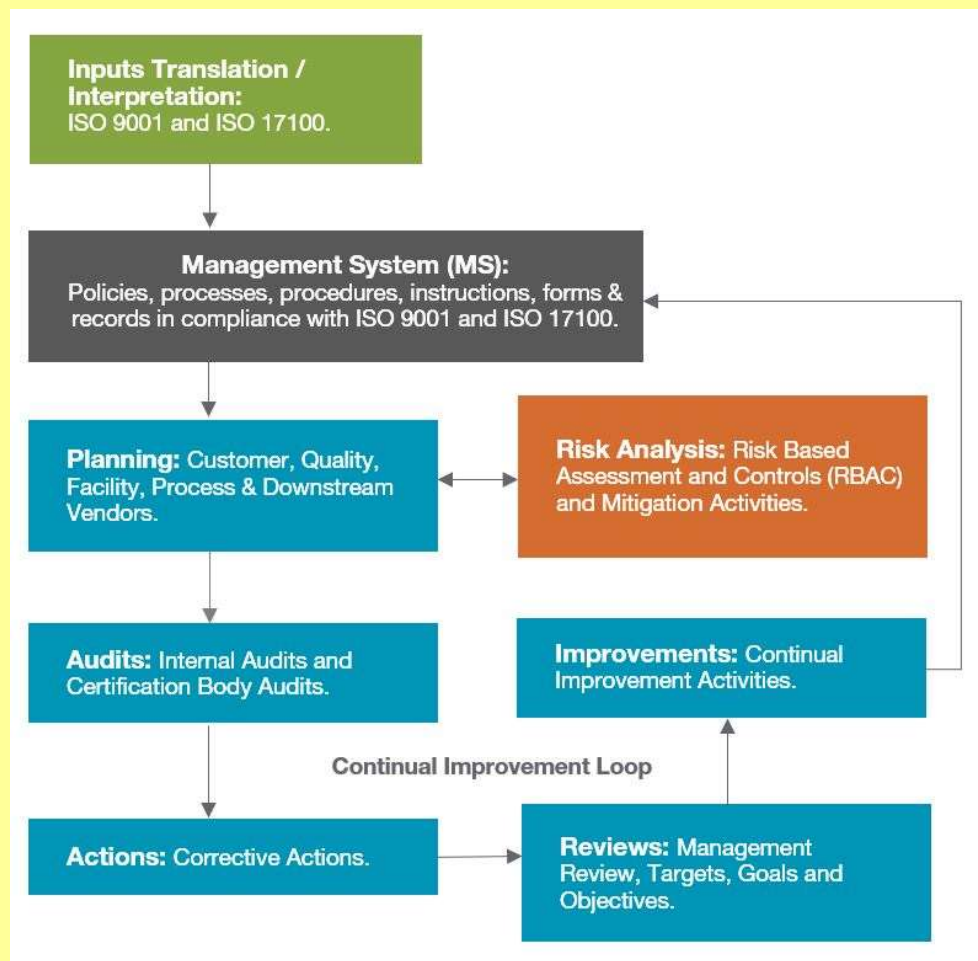 Inputs Translation /
Interpretation:
ISO 9001 and ISO 17100.
Management System (MS):
Policies, processes, procedures, instructions, forms &
records in compliance with ISO 9001 and ISO 17100.
Planning: Customer, Quality,
Facility, Process & Downstream
Vendors.
Risk Analysis: Risk Based
Assessment and Controls (RBAC)
and Mitigation Activities.
Audits: Internal Audits and
Certification Body Audits.
Improvements: Continual
Improvement Activities.
Continual Improvement Loop
Actions: Corrective Actions.
Reviews: Management
Review, Targets, Goals and
Objectives.